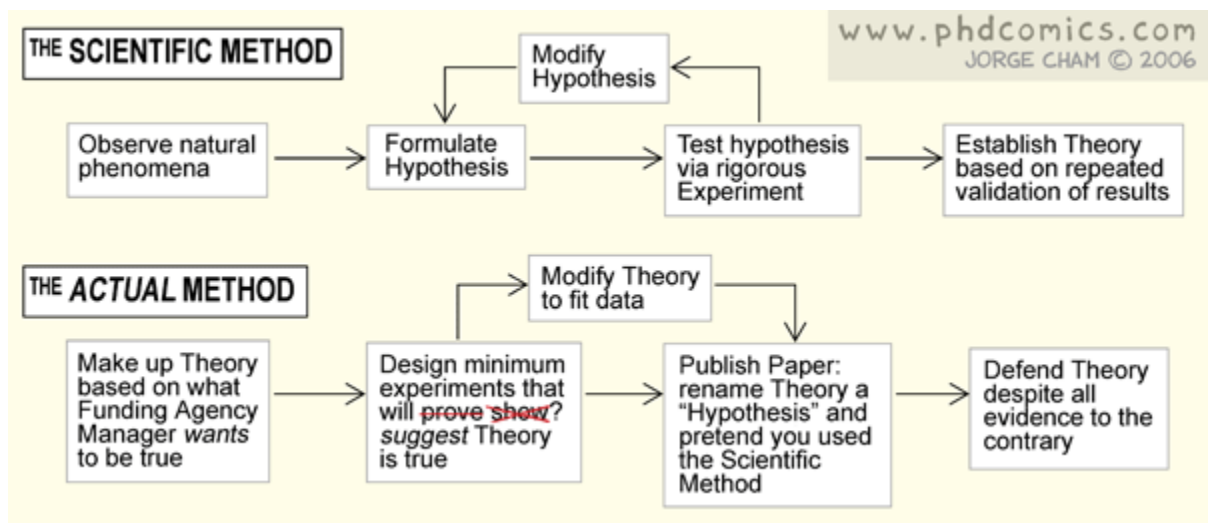 www.phdcomics.com
JORGE CHAM © 2006
THE SCIENTIFIC METHOD
Modify
Hypothesis
Observe natural
phenomena
Formulate
Hypothesis
Test hypothesis
via rigorous
Experiment
Establish Theory
based on repeated
validation of results
THE ACTUAL METHOD
Modify Theory
to fit data
Make up Theory
based on what
Funding Agency
Manager wants
to be true
Design minimum
experiments that
will prove show?
suggest Theory
is true
Publish Paper:
rename Theory a
“Hypothesis” and
pretend you used
the Scientific
Method
Defend Theory
despite all
evidence to the
contrary